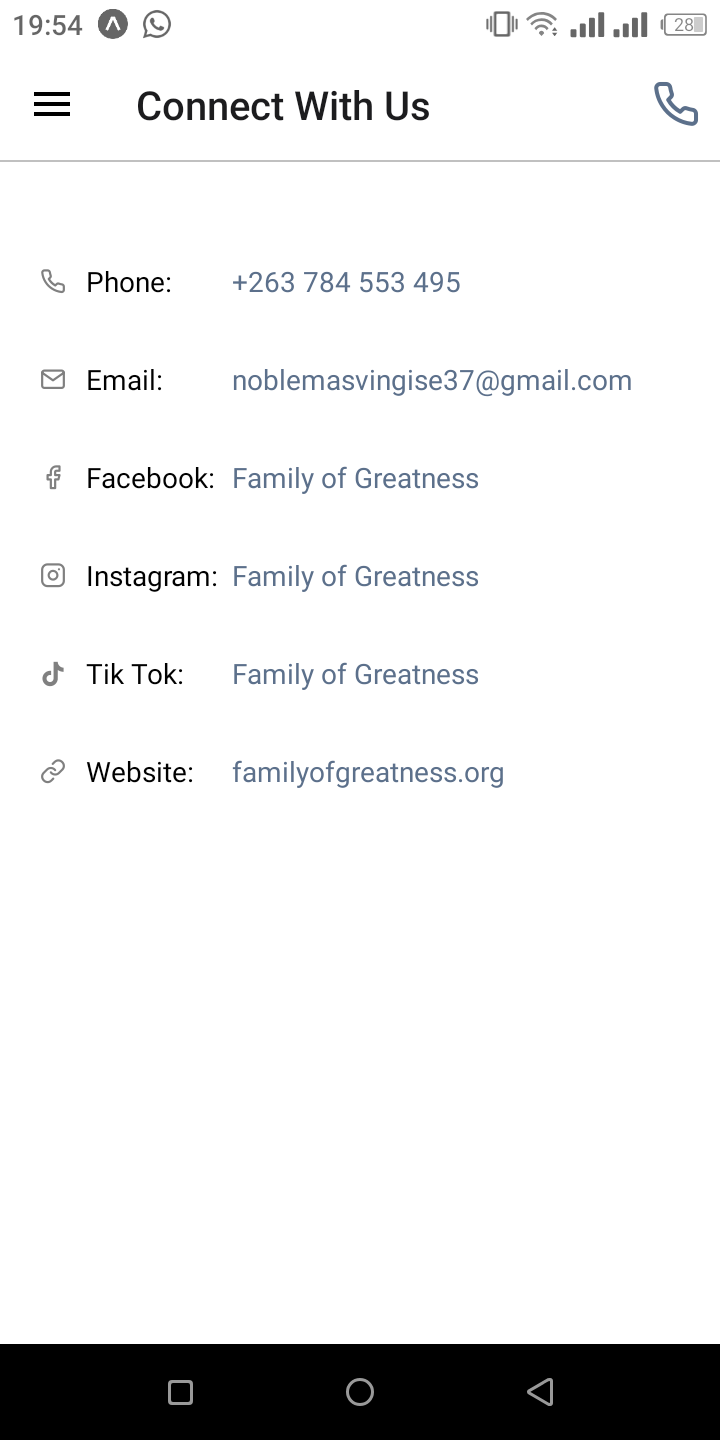 19:54
28
Connect With Us
Phone: +263 784 553 495
Email: noblemasvingise37@gmail.com
Facebook: Family of Greatness
Instagram: Family of Greatness
Tik Tok: Family of Greatness
Website: familyofgreatness.org